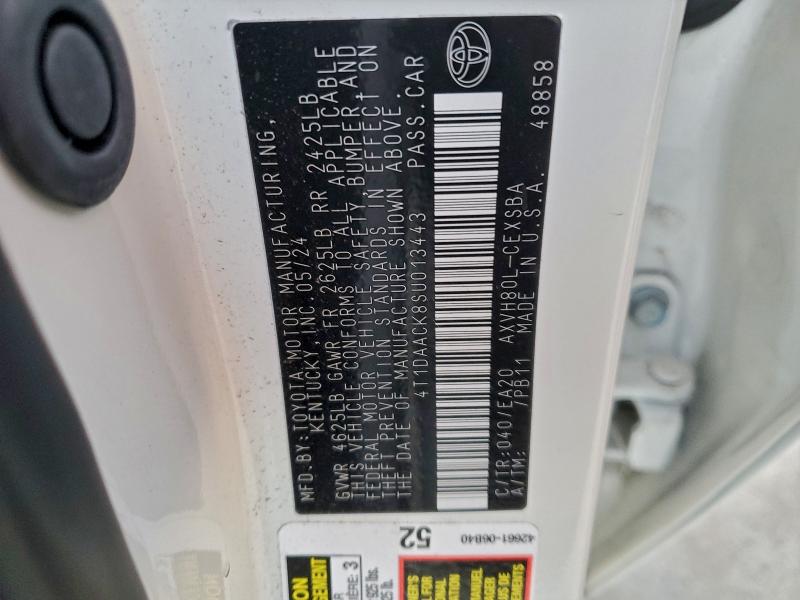 MFD.BY:TOYOTA MOTOR MANUFACTURING,
KENTUCKY, INC. 05/24
GVWR 4625LB GAWR FR 2625LB RR 2425LB
THIS VEHICLE CONFORMS TO ALL APPLICABLE
FEDERAL MOTOR VEHICLE SAFETY, BUMPER, AND
THEFT PREVENTION STANDARDS IN EFFECT ON
THE DATE OF MANUFACTURE SHOWN ABOVE.
4T1DAACK8SU013443 PASS.CAR
C/TR:040/EA20 AXVH80L-CEXSBA
A/TM: /PB11 MADE IN U.S.A.
48858
52
42661-06B40